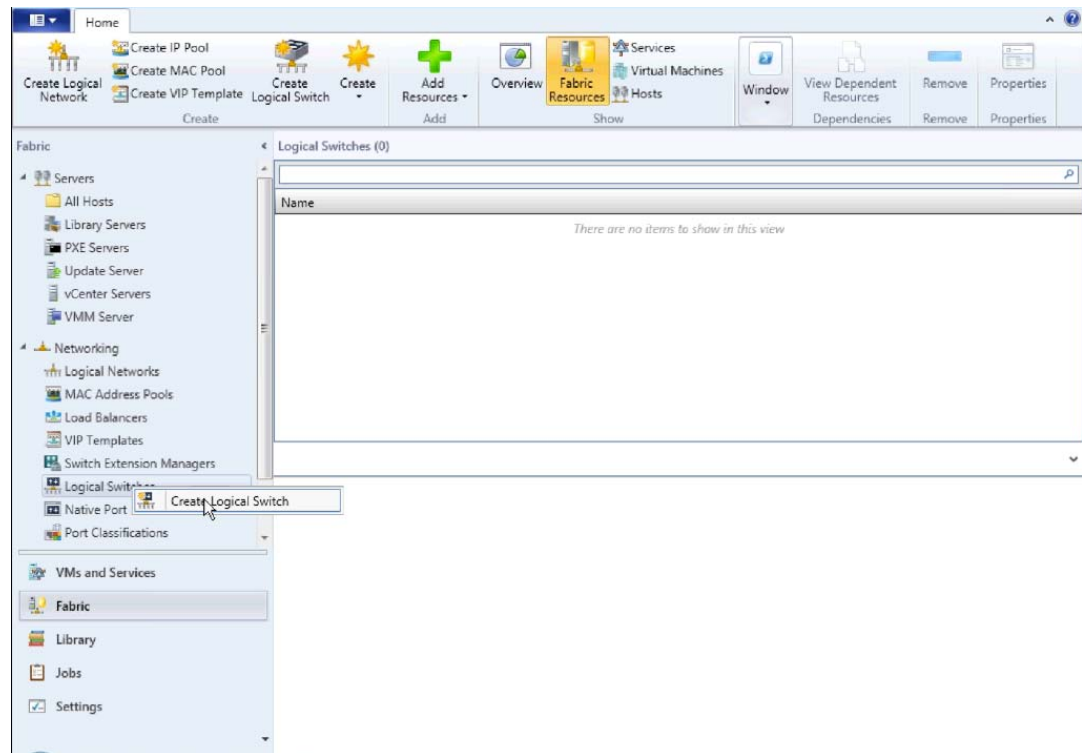 Home
Create Logical Network
Create IP Pool
Create MAC Pool
Create VIP Template
Create Logical Switch
Create
Create
Add Resources
Add
Overview
Fabric Resources
Services
Virtual Machines
Hosts
Show
Window
View Dependent Resources
Dependencies
Remove
Remove
Properties
Properties
Fabric
Servers
All Hosts
Library Servers
PXE Servers
Update Server
vCenter Servers
VMM Server
Networking
Logical Networks
MAC Address Pools
Load Balancers
VIP Templates
Switch Extension Managers
Logical Switches
Create Logical Switch
Native Port
Port Classifications
VMs and Services
Fabric
Library
Jobs
Settings
Logical Switches (0)
Name
There are no items to show in this view